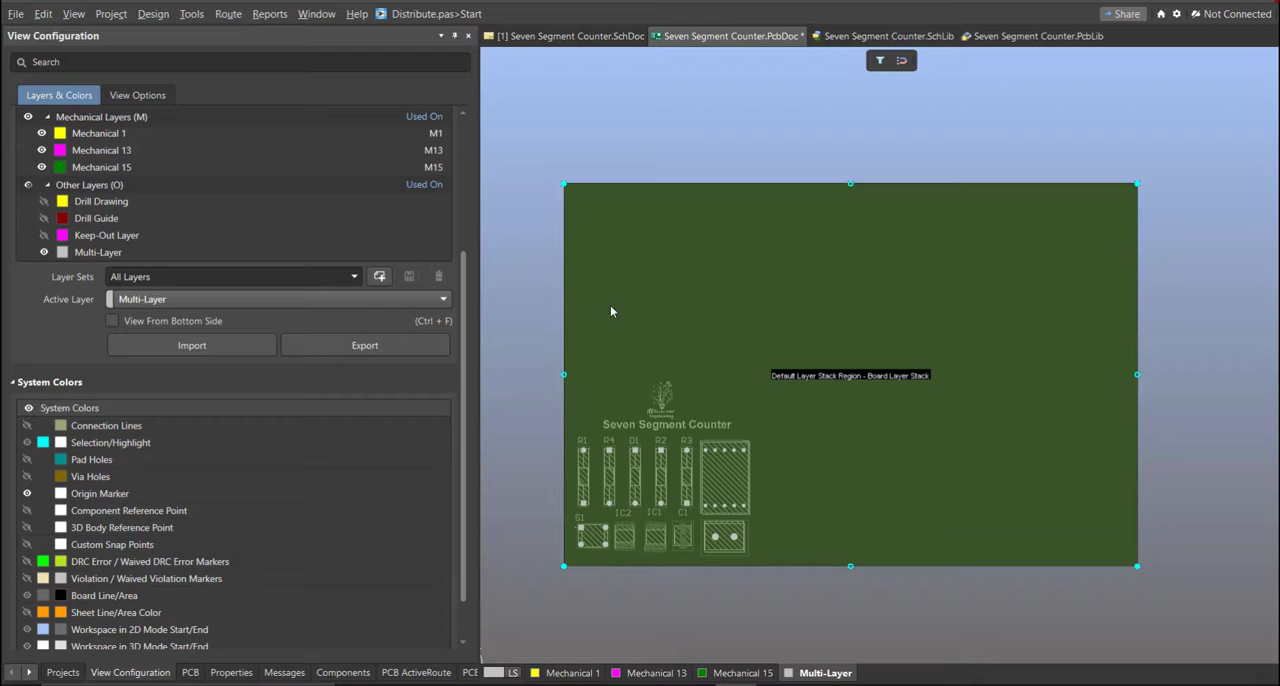 File Edit View Project Design Tools Route Reports Window Help Distribute.pas>Start Share Not Connected
View Configuration
[1] Seven Segment Counter.SchDoc Seven Segment Counter.PcbDoc * Seven Segment Counter.SchLib Seven Segment Counter.PcbLib
Search
Layers & Colors View Options
Mechanical Layers (M) Used On
Mechanical 1 M1
Mechanical 13 M13
Mechanical 15 M15
Other Layers (O) Used On
Drill Drawing
Drill Guide
Keep-Out Layer
Multi-Layer
Layer Sets All Layers
Active Layer Multi-Layer
View From Bottom Side (Ctrl + F)
Import Export
System Colors
System Colors
Connection Lines
Selection/Highlight
Pad Holes
Via Holes
Origin Marker
Component Reference Point
3D Body Reference Point
Custom Snap Points
DRC Error / Waived DRC Error Markers
Violation / Waived Violation Markers
Board Line/Area
Sheet Line/Area Color
Workspace in 2D Mode Start/End
Workspace in 3D Mode Start/End
Default Layer Stack Region - Board Layer Stack
Seven Segment Counter
R1 R4 D1 R2 R3
S1 IC2 IC1 C1
Projects View Configuration PCB Properties Messages Components PCB ActiveRoute PCE
LS Mechanical 1 Mechanical 13 Mechanical 15 Multi-Layer